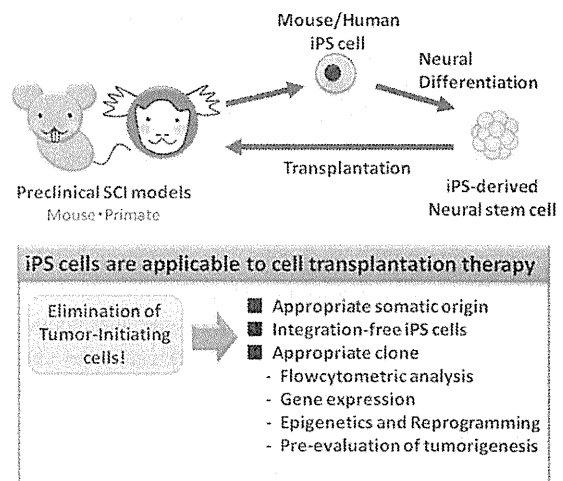 Mouse/Human
iPS cell
Neural
Differentiation
Transplantation
Preclinical SCI models
Mouse・Primate
iPS-derived
Neural stem cell
iPS cells are applicable to cell transplantation therapy
Elimination of
Tumor-Initiating
cells!
■ Appropriate somatic origin
■ Integration-free iPS cells
■ Appropriate clone
- Flowcytometric analysis
- Gene expression
- Epigenetics and Reprogramming
- Pre-evaluation of tumorigenesis